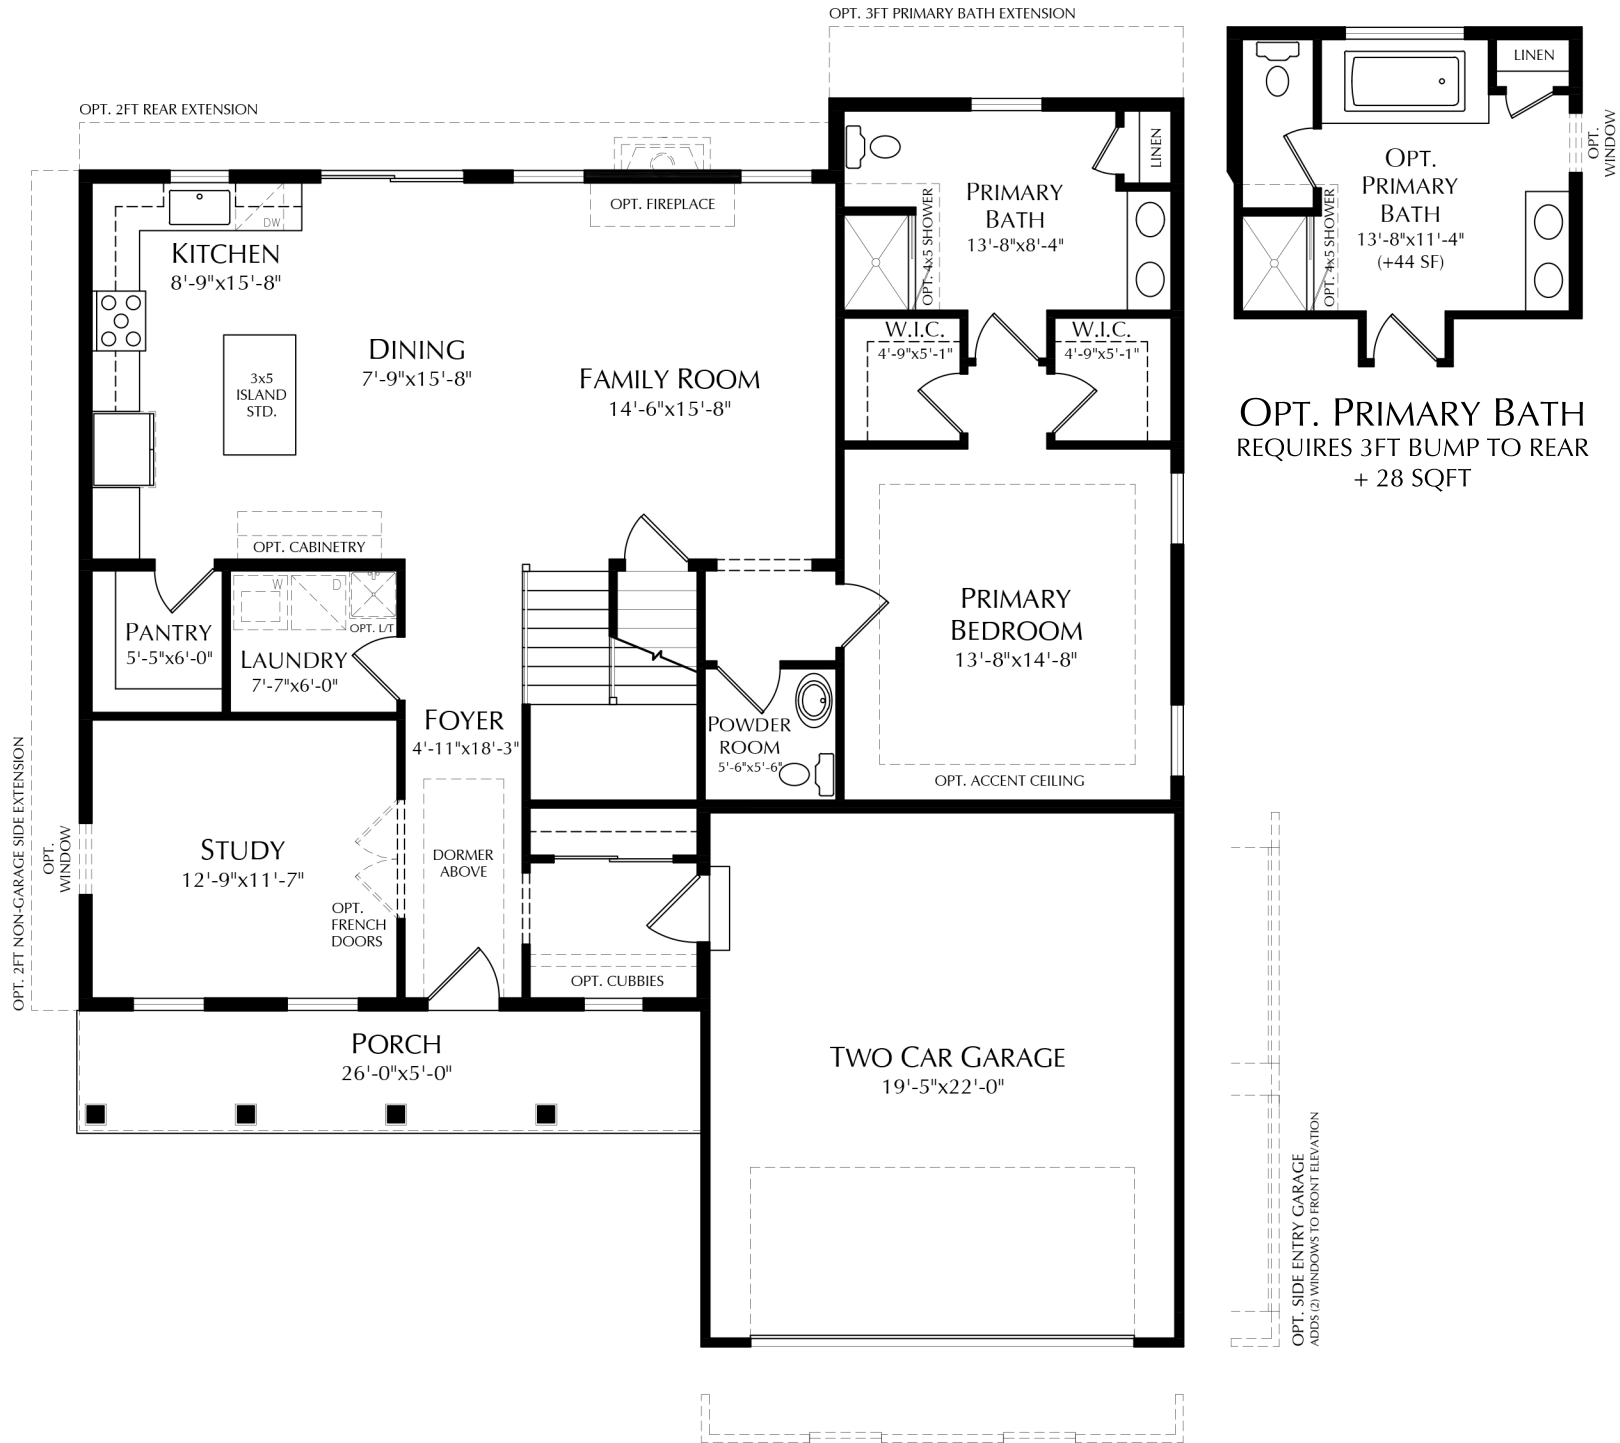 OPT. 3FT PRIMARY BATH EXTENSION
OPT. 2FT REAR EXTENSION
LINEN
OPT. FIREPLACE
DW
KITCHEN
8'-9"x15'-8"
PRIMARY
BATH
13'-8"x8'-4"
OPT. 4x5 SHOWER
W.I.C.
4'-9"x5'-1"
W.I.C.
4'-9"x5'-1"
DINING
7'-9"x15'-8"
FAMILY ROOM
14'-6"x15'-8"
3x5
ISLAND
STD.
OPT. CABINETRY
W
D
OPT. L/T
PANTRY
5'-5"x6'-0"
LAUNDRY
7'-7"x6'-0"
PRIMARY
BEDROOM
13'-8"x14'-8"
OPT. ACCENT CEILING
FOYER
4'-11"x18'-3"
POWDER
ROOM
5'-6"x5'-6"
OPT. 2FT NON-GARAGE SIDE EXTENSION
OPT.
WINDOW
STUDY
12'-9"x11'-7"
OPT.
FRENCH
DOORS
DORMER
ABOVE
OPT. CUBBIES
PORCH
26'-0"x5'-0"
TWO CAR GARAGE
19'-5"x22'-0"
OPT. SIDE ENTRY GARAGE
ADDS (2) WINDOWS TO FRONT ELEVATION
LINEN
OPT.
WINDOW
OPT.
PRIMARY
BATH
13'-8"x11'-4"
(+44 SF)
OPT. 4x5 SHOWER
OPT. PRIMARY BATH
REQUIRES 3FT BUMP TO REAR
+ 28 SQFT